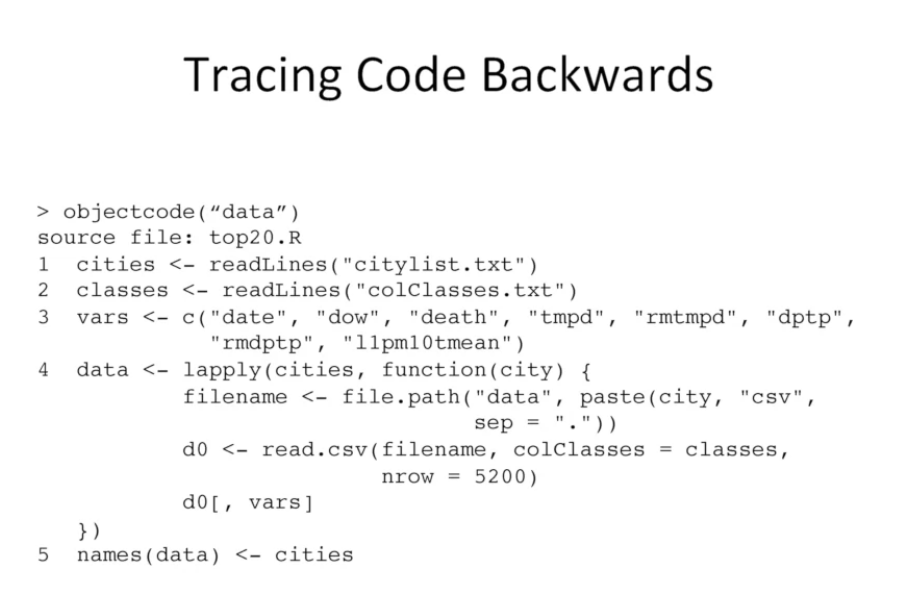 Tracing Code Backwards
> objectcode(“data”)
source file: top20.R
1 cities <- readLines("citylist.txt")
2 classes <- readLines("colClasses.txt")
3 vars <- c("date", "dow", "death", "tmpd", "rmtmpd", "dptp",
"rmdptp", "l1pm10tmean")
4 data <- lapply(cities, function(city) {
filename <- file.path("data", paste(city, "csv",
sep = "."))
d0 <- read.csv(filename, colClasses = classes,
nrow = 5200)
d0[, vars]
})
5 names(data) <- cities